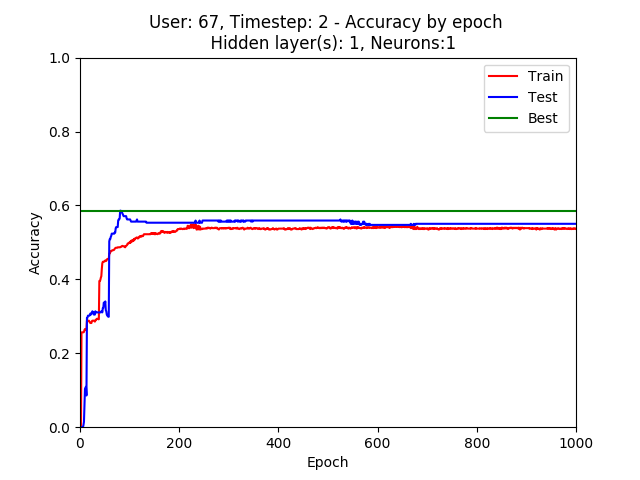 User: 67, Timestep: 2 - Accuracy by epoch
Hidden layer(s): 1, Neurons:1
1.0
0.8
0.6
0.4
0.2
0.0
Accuracy
Train
Test
Best
0 200 400 600 800 1000
Epoch